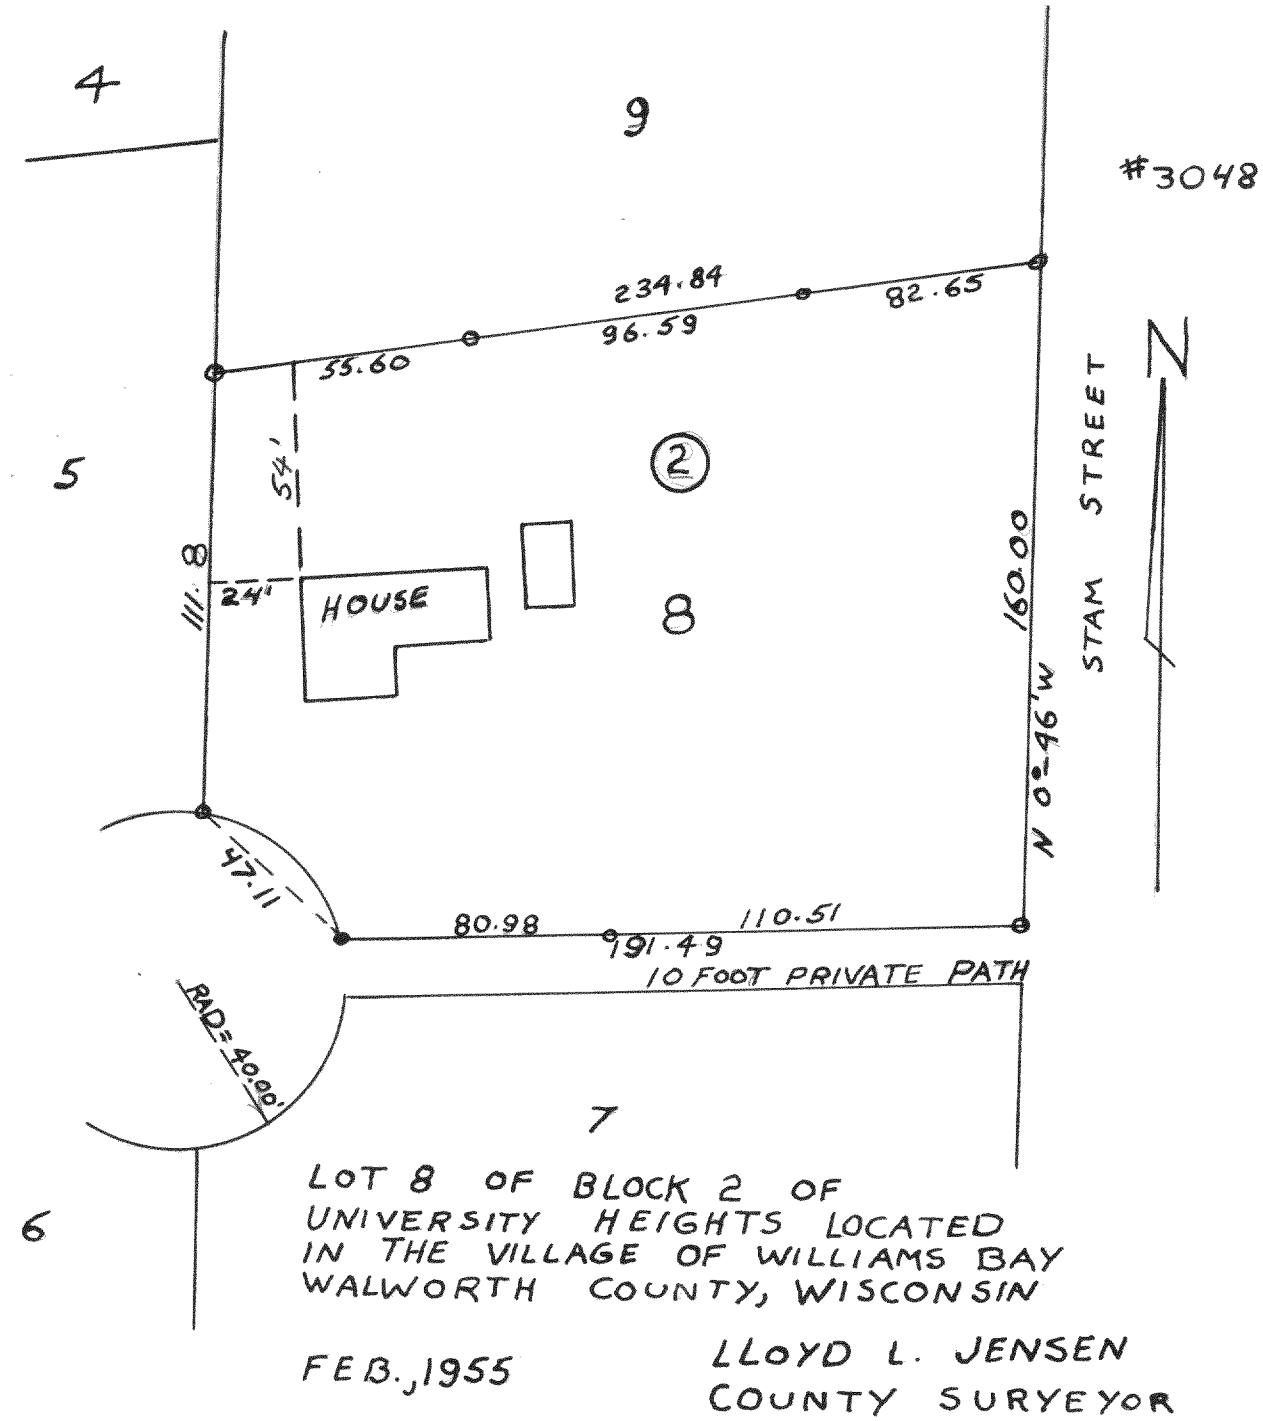 4
9
#3048
234.84
82.65
96.59
55.60
N
STAM STREET
5
54'
2
111.8
24'
HOUSE
8
160.00
N 0°-46'W
47.11
80.98
110.51
191.49
10 FOOT PRIVATE PATH
RAD= 40.00'
7
6
LOT 8 OF BLOCK 2 OF
UNIVERSITY HEIGHTS LOCATED
IN THE VILLAGE OF WILLIAMS BAY
WALWORTH COUNTY, WISCONSIN
FEB.,1955
LLOYD L. JENSEN
COUNTY SURVEYOR